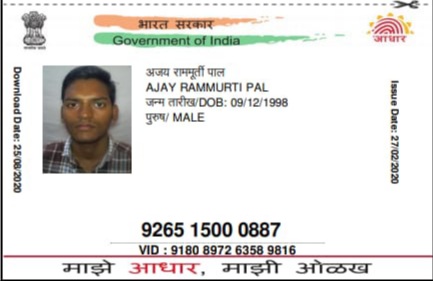 भारत सरकार
Government of India
आधार
Download Date: 25/08/2020
अजय राममूर्ती पाल
AJAY RAMMURTI PAL
जन्म तारीख/DOB: 09/12/1998
पुरुष/ MALE
Issue Date: 27/02/2020
9265 1500 0887
VID : 9180 8972 6358 9816
माझे आधार, माझी ओळख